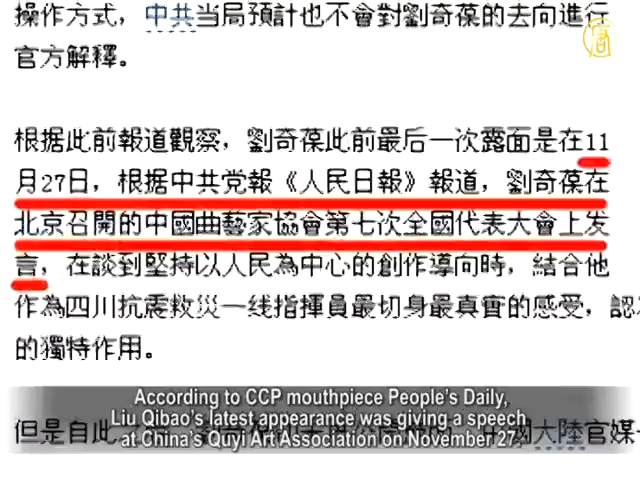 操作方式，中共当局預計也不會對劉奇葆的去向進行
官方解釋。
根据此前報道觀察，劉奇葆此前最后一次露面是在11
月27日，根据中共党報《人民日報》報道，劉奇葆在
北京召開的中國曲藝家協會第七次全國代表大會上发
言，在談到堅持以人民為中心的創作導向時，結合他
作為四川抗震救災一线指揮員最切身最真實的感受，認
的獨特作用。
According to CCP mouthpiece People's Daily,
Liu Qibao's latest appearance was giving a speech
at China's Quyi Art Association on November 27.
但是自此
中國大陸官媒